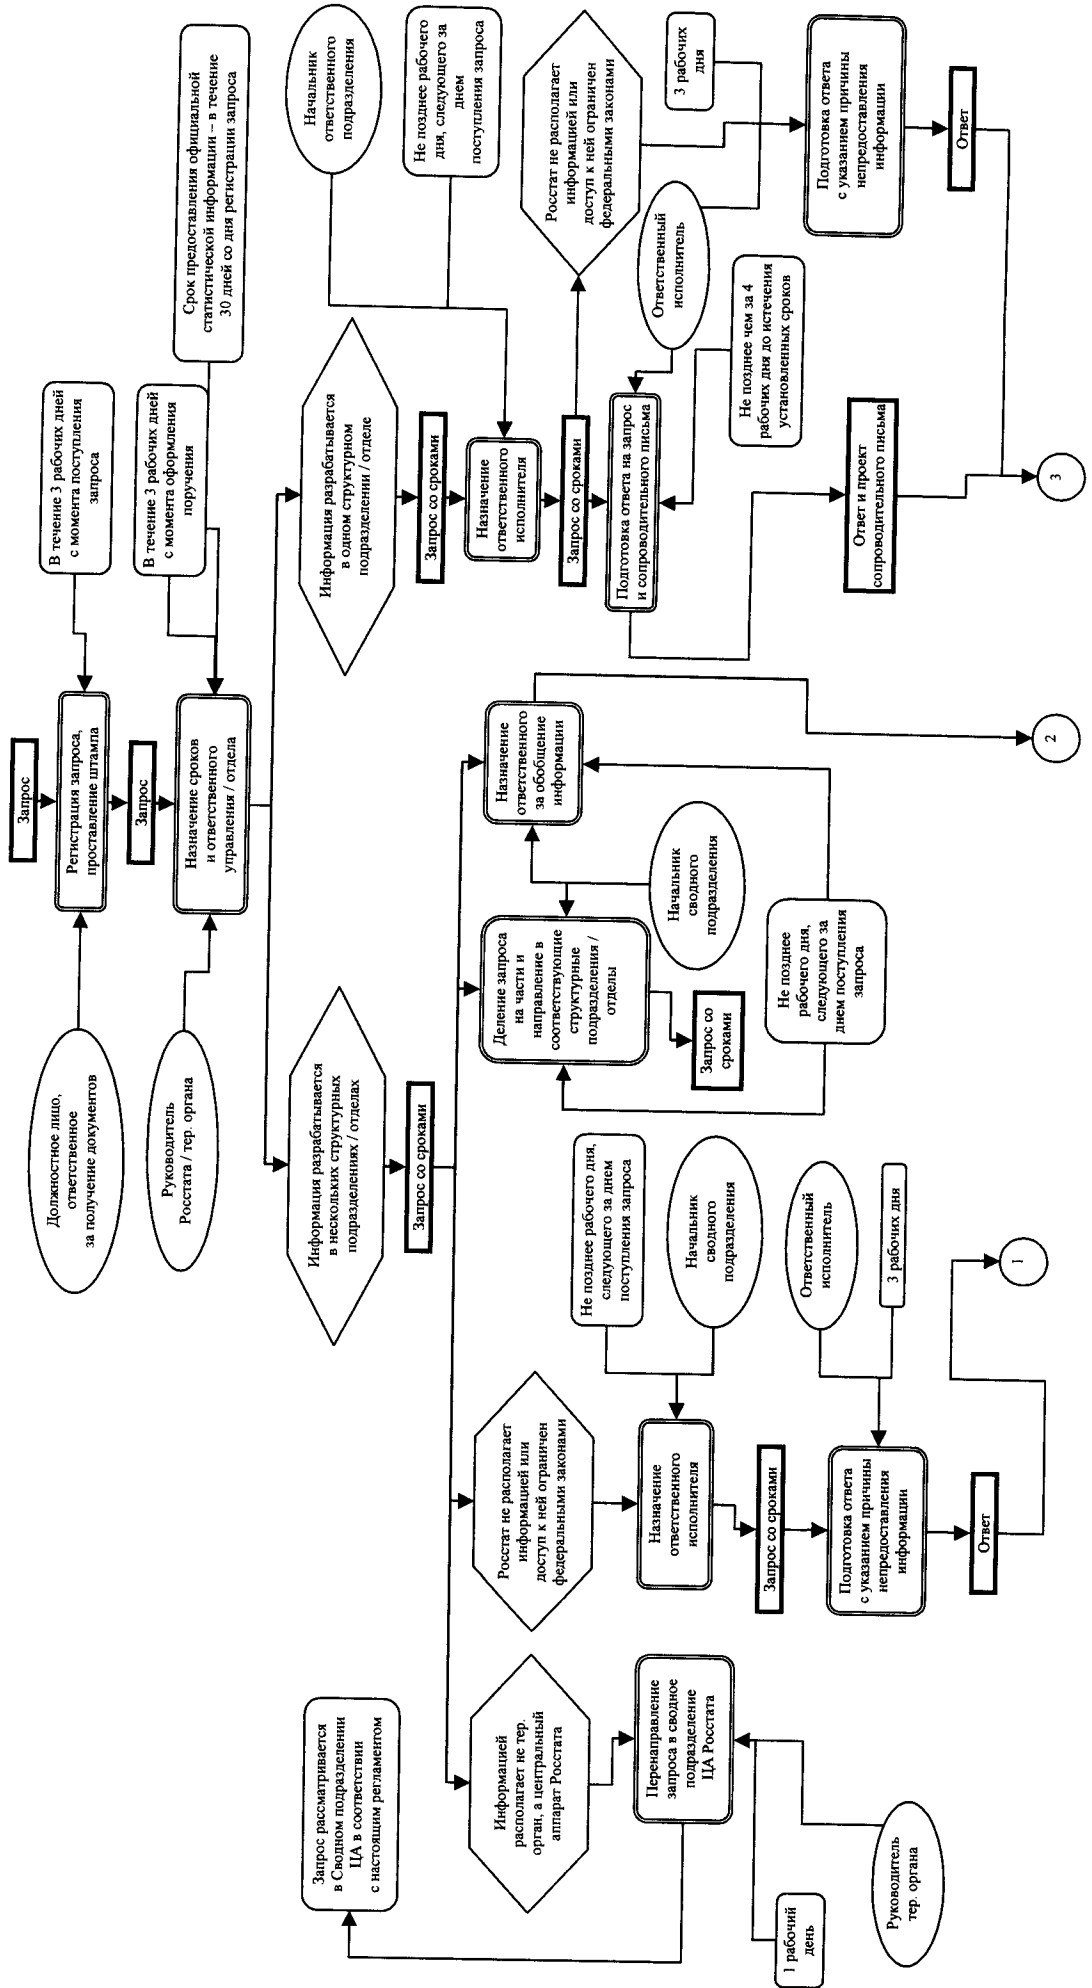 Запрос
Должностное лицо,
ответственное
за получение документов
Регистрация запроса,
проставление штампа
В течение 3 рабочих дней
с момента поступления
запроса
Запрос
Руководитель
Росстата / тер. органа
Назначение сроков
и ответственного
управления / отдела
В течение 3 рабочих дней
с момента оформления
поручения
Срок предоставления официальной
статистической информации – в течение
30 дней со дня регистрации запроса
Информация разрабатывается
в нескольких структурных
подразделениях / отделах
Информация разрабатывается
в одном структурном
подразделении / отделе
Начальник
ответственного
подразделения
Запрос рассматривается
в Сводном подразделении
ЦА в соответствии
с настоящим регламентом
Запрос со сроками
Запрос со сроками
Не позднее рабочего
дня, следующего за
днем
поступления запроса
Информацией
располагает не тер.
орган, а центральный
аппарат Росстата
Росстат не располагает
информацией или
доступ к ней ограничен
федеральными законами
Деление запроса
на части и
направление в
соответствующие
структурные
подразделения /
отделы
Назначение
ответственного
за обобщение
информации
Назначение
ответственного
исполнителя
Запрос со сроками
Росстат не располагает
информацией или
доступ к ней ограничен
федеральными законами
Не позднее рабочего дня,
следующего за днем
поступления запроса
Перенаправление
запроса в сводное
подразделение
ЦА Росстата
Назначение
ответственного
исполнителя
Начальник
сводного
подразделения
Запрос со
сроками
Начальник
сводного
подразделения
Подготовка ответа на запрос
и сопроводительного письма
Ответственный
исполнитель
3 рабочих
дня
Не позднее чем за 4
рабочих дня до истечения
установленных сроков
1 рабочий
день
Запрос со сроками
Ответственный
исполнитель
Не позднее
рабочего дня,
следующего за
днем поступления
запроса
Руководитель
тер. органа
Подготовка ответа
с указанием причины
непредоставления
информации
3 рабочих дня
Ответ и проект
сопроводительного письма
Подготовка ответа
с указанием причины
непредоставления
информации
Ответ
Ответ
1
2
3